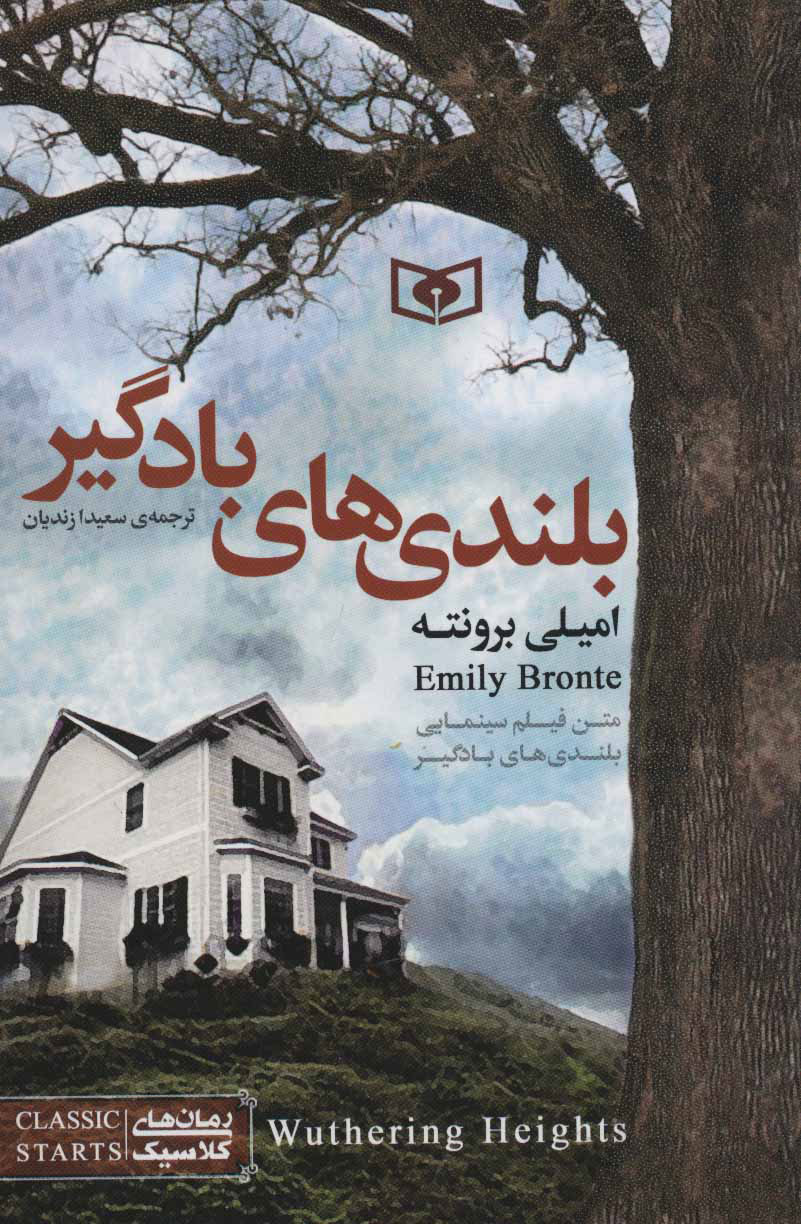 بلندی‌های بادگیر
ترجمه‌ی سعیدا زندیان
امیلی برونته
Emily Bronte
متن فیلم سینمایی
بلندی‌های بادگیر
CLASSIC
STARTS
رمان‌های
کلاسیک
Wuthering Heights